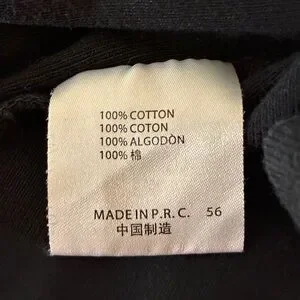 100% COTTON
100% COTON
100% ALGODÒN
100% 棉
MADE IN P.R.C. 56
中国制造